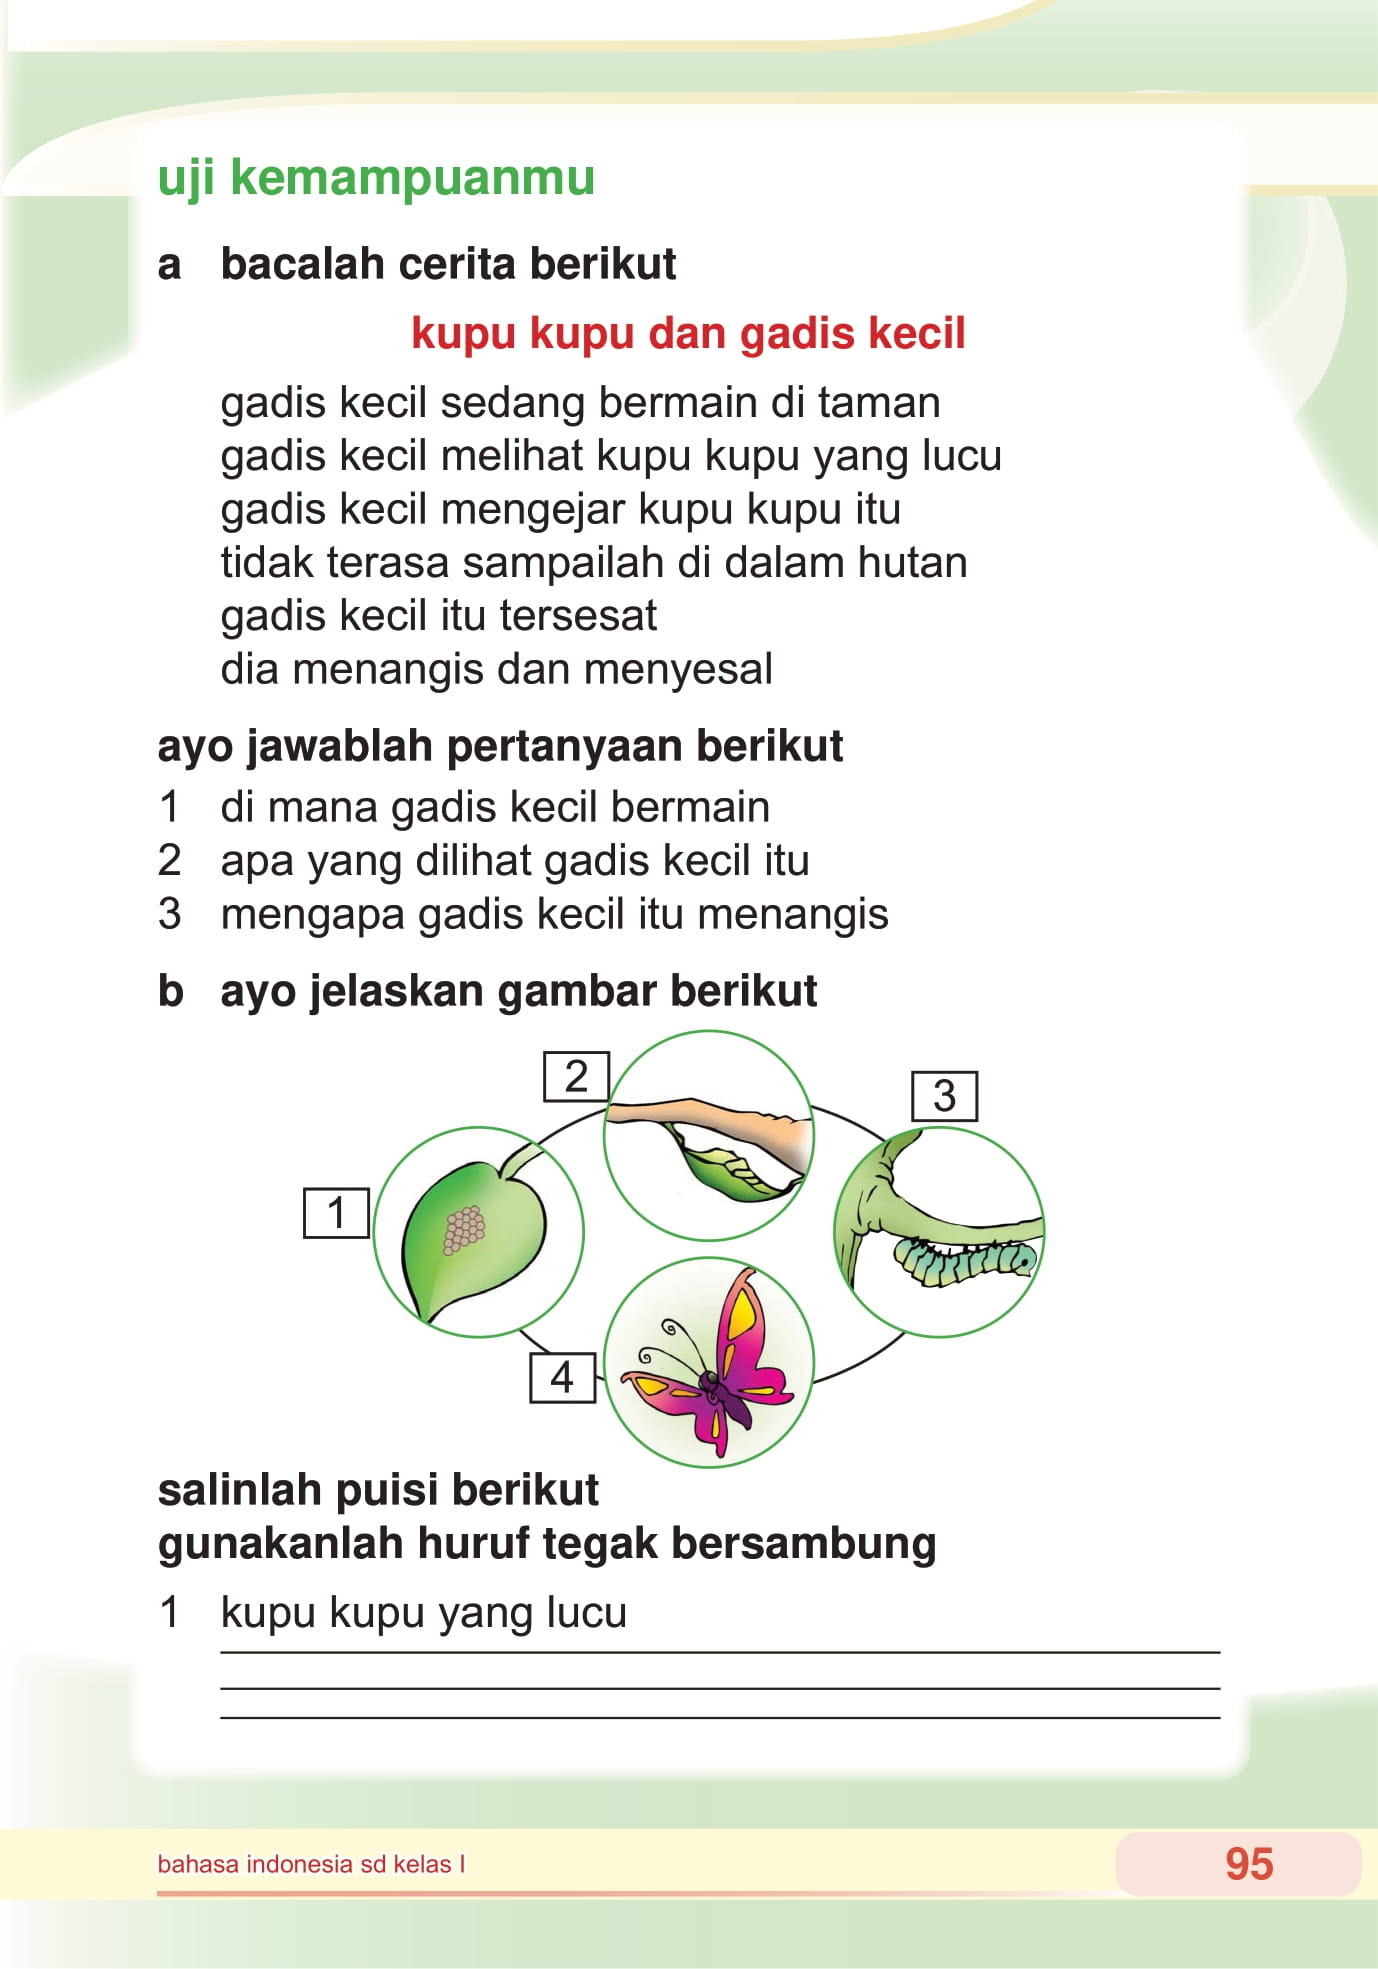 uji kemampuanmu
a bacalah cerita berikut
kupu kupu dan gadis kecil
gadis kecil sedang bermain di taman
gadis kecil melihat kupu kupu yang lucu
gadis kecil mengejar kupu kupu itu
tidak terasa sampailah di dalam hutan
gadis kecil itu tersesat
dia menangis dan menyesal
ayo jawablah pertanyaan berikut
1 di mana gadis kecil bermain
2 apa yang dilihat gadis kecil itu
3 mengapa gadis kecil itu menangis
b ayo jelaskan gambar berikut
2
3
1
4
salinlah puisi berikut
gunakanlah huruf tegak bersambung
1 kupu kupu yang lucu
bahasa indonesia sd kelas I
95